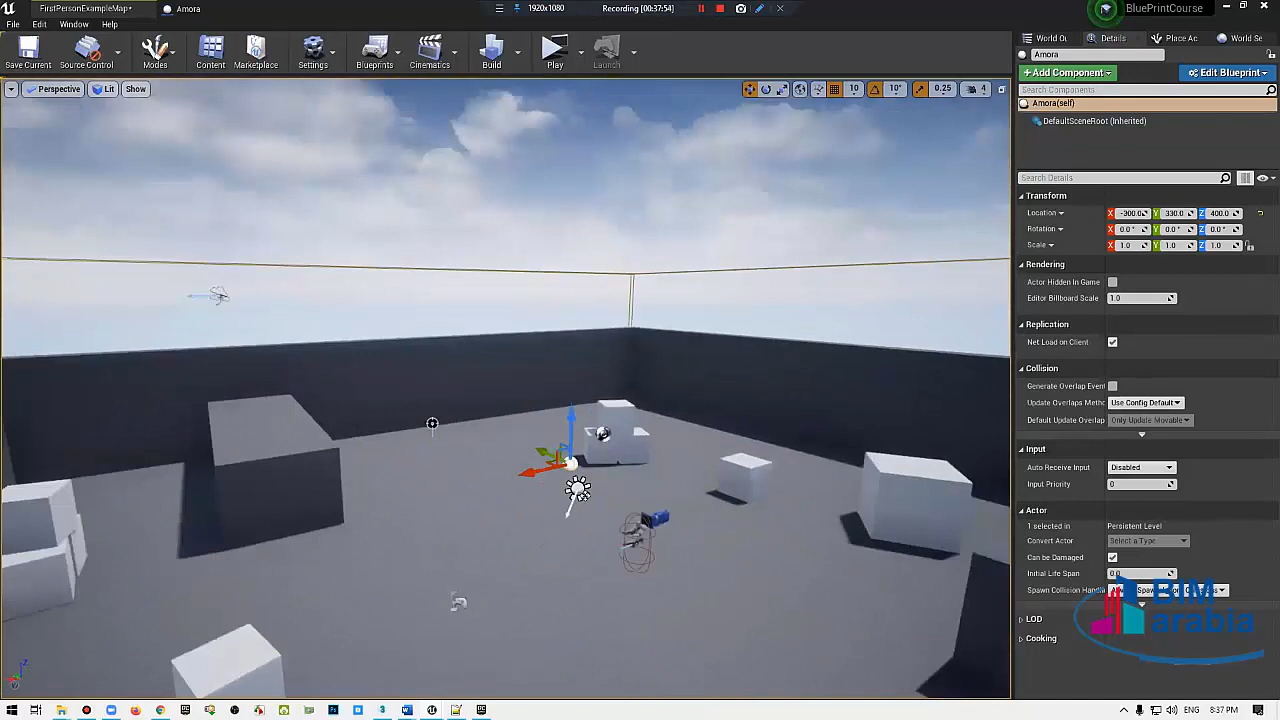 FirstPersonExampleMap*
Amora
1920x1080
Recording [00:37:54]
BluePrintCourse
File Edit Window Help
Save Current
Source Control
Modes
Content
Marketplace
Settings
Blueprints
Cinematics
Build
Play
Launch
Perspective
Lit
Show
10
10°
0.25
4
World Ou
Details
Place Ac
World Se
Amora
+Add Component
Edit Blueprint
Search Components
Amora(self)
DefaultSceneRoot (Inherited)
Search Details
Transform
Location X -300.0 Y 330.0 Z 400.0
Rotation X 0.0 ° Y 0.0 ° Z 0.0 °
Scale X 1.0 Y 1.0 Z 1.0
Rendering
Actor Hidden In Game
Editor Billboard Scale 1.0
Replication
Net Load on Client
Collision
Generate Overlap Event
Update Overlaps Metho Use Config Default
Default Update Overlap Only Update Movable
Input
Auto Receive Input Disabled
Input Priority 0
Actor
1 selected in Persistent Level
Convert Actor Select a Type
Can be Damaged
Initial Life Span 0.0
Spawn Collision Handla
LOD
Cooking
BIM
arabia
8:37 PM
ENG